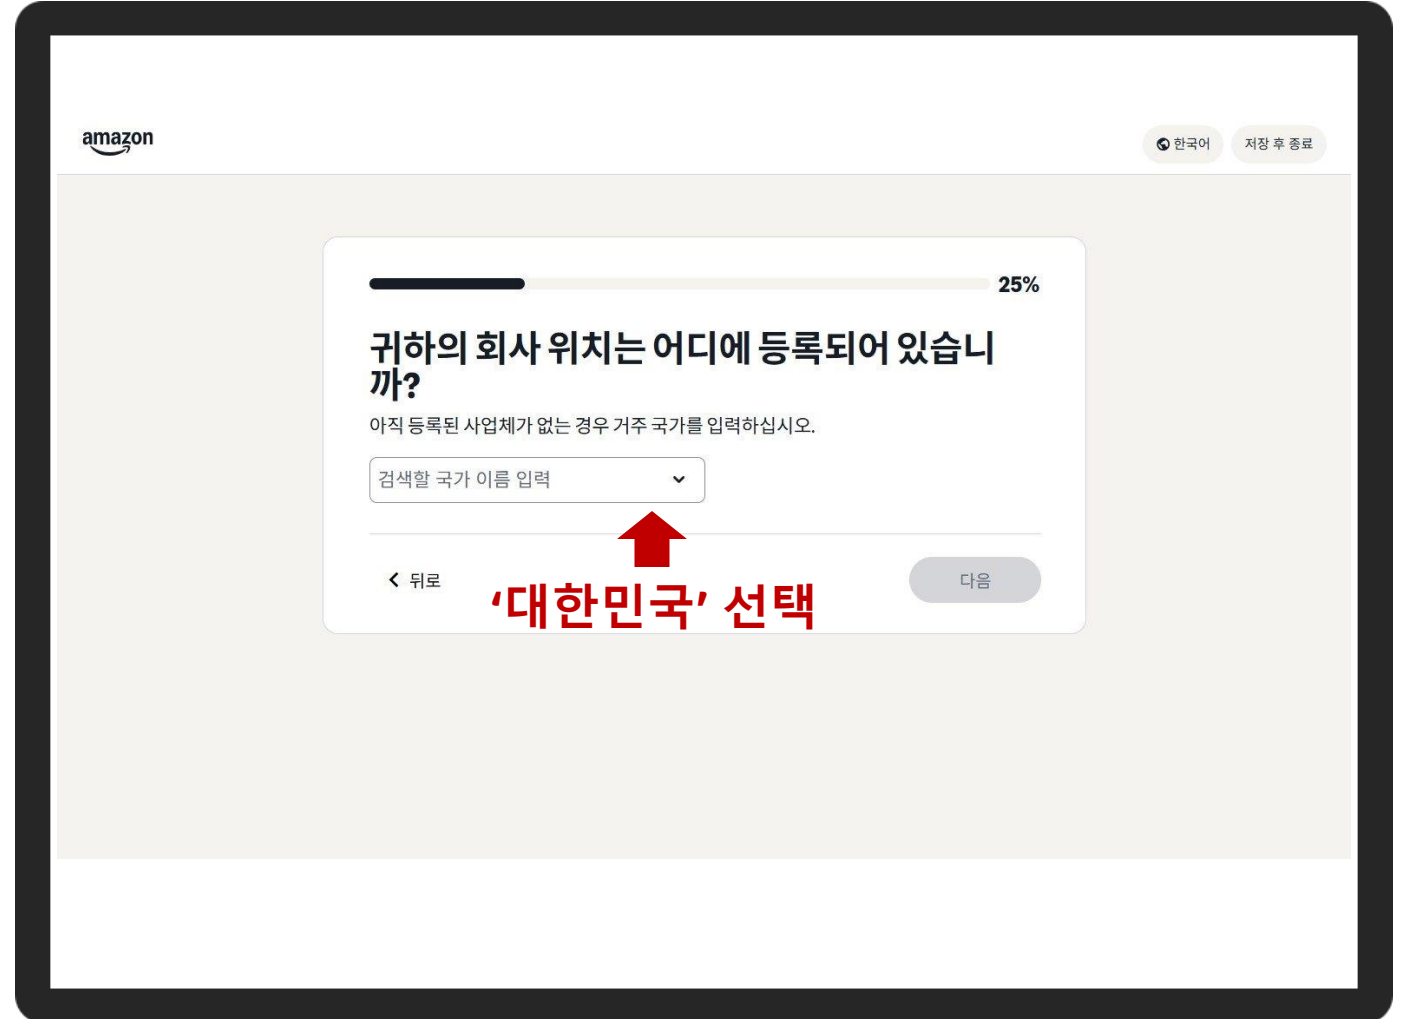 amazon
한국어
저장 후 종료
25%
귀하의 회사 위치는 어디에 등록되어 있습니
까?
아직 등록된 사업체가 없는 경우 거주 국가를 입력하십시오.
검색할 국가 이름 입력
뒤로
다음
‘대한민국’ 선택